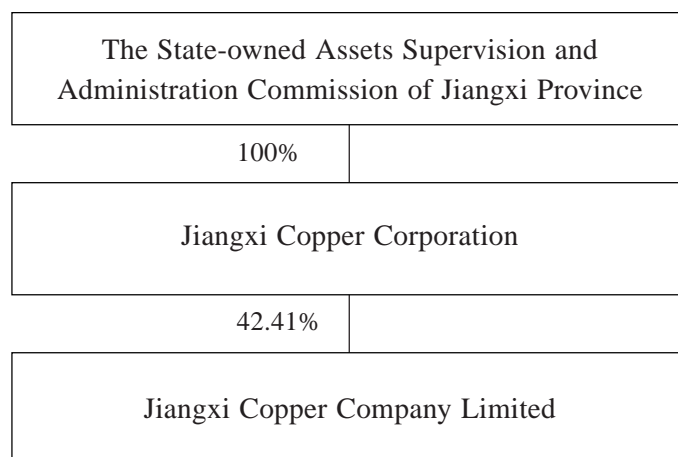 The State-owned Assets Supervision and
Administration Commission of Jiangxi Province
100%
Jiangxi Copper Corporation
42.41%
Jiangxi Copper Company Limited